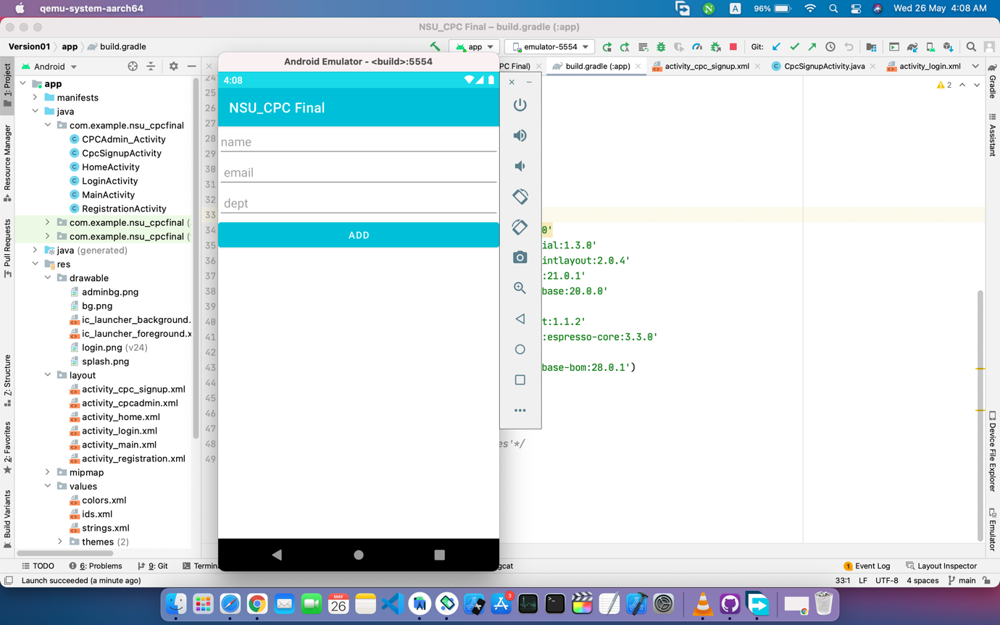 qemu-system-aarch64
N
A
96%
Wed 26 May 4:08 AM
NSU_CPC Final – build.gradle (:app)
Version01
app
build.gradle
app
emulator-5554
Git:
Android
PC Final)
build.gradle (:app)
activity_cpc_signup.xml
CpcSignupActivity.java
activity_login.xml
1: Project
Resource Manager
Pull Requests
Z: Structure
2: Favorites
Build Variants
app
manifests
java
com.example.nsu_cpcfinal
CPCAdmin_Activity
CpcSignupActivity
HomeActivity
LoginActivity
MainActivity
RegistrationActivity
com.example.nsu_cpcfinal (
com.example.nsu_cpcfinal (
java (generated)
res
drawable
adminbg.png
bg.png
ic_launcher_background.
ic_launcher_foreground.x
login.png (v24)
splash.png
layout
activity_cpc_signup.xml
activity_cpcadmin.xml
activity_home.xml
activity_login.xml
activity_main.xml
activity_registration.xml
mipmap
values
colors.xml
ids.xml
strings.xml
themes (2)
24
25
26
27
28
29
30
31
32
33
34
35
36
37
38
39
40
41
42
43
44
45
46
47
48
49
Android Emulator - <build>:5554
4:08
NSU_CPC Final
name
email
dept
ADD
2
0'
ial:1.3.0'
intlayout:2.0.4'
:21.0.1'
base:20.0.0'
t:1.1.2'
:espresso-core:3.3.0'
base-bom:28.0.1')
es'*/
Gradle
Assistant
Device File Explorer
Emulator
TODO
6: Problems
9: Git
Termin
gcat
1 Event Log
Layout Inspector
Launch succeeded (a minute ago)
33:1
LF
UTF-8
4 spaces
main
MAY
26
3